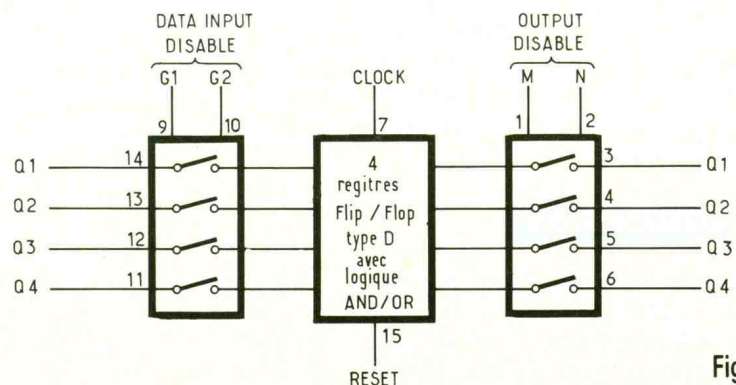 DATA INPUT
DISABLE
G1 G2
CLOCK
OUTPUT
DISABLE
M N
9 10
7
1 2
Q1 14
Q2 13
Q3 12
Q4 11
4
regitres
Flip / Flop
type D
avec
logique
AND/OR
3 Q1
4 Q2
5 Q3
6 Q4
15
RESET
Fig